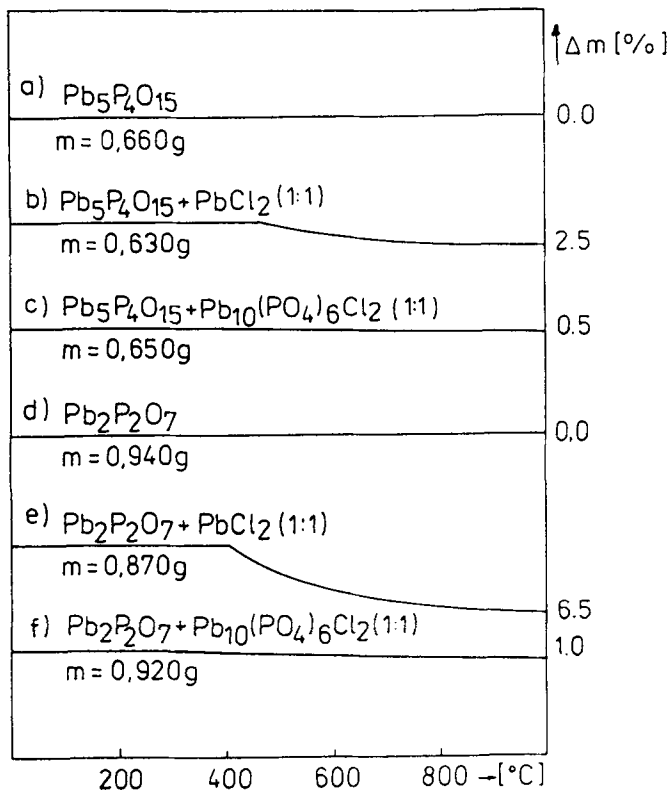 ↑ Δm [%]
a) Pb₅P₄O₁₅
0.0
m = 0,660g
b) Pb₅P₄O₁₅ + PbCl₂ (1:1)
2.5
m = 0,630g
c) Pb₅P₄O₁₅ + Pb₁₀(PO₄)₆Cl₂ (1:1)
0.5
m = 0,650g
d) Pb₂P₂O₇
0.0
m = 0,940g
e) Pb₂P₂O₇ + PbCl₂ (1:1)
m = 0,870g
6.5
f) Pb₂P₂O₇ + Pb₁₀(PO₄)₆Cl₂ (1:1)
1.0
m = 0,920g
200 400 600 800 →[°C]